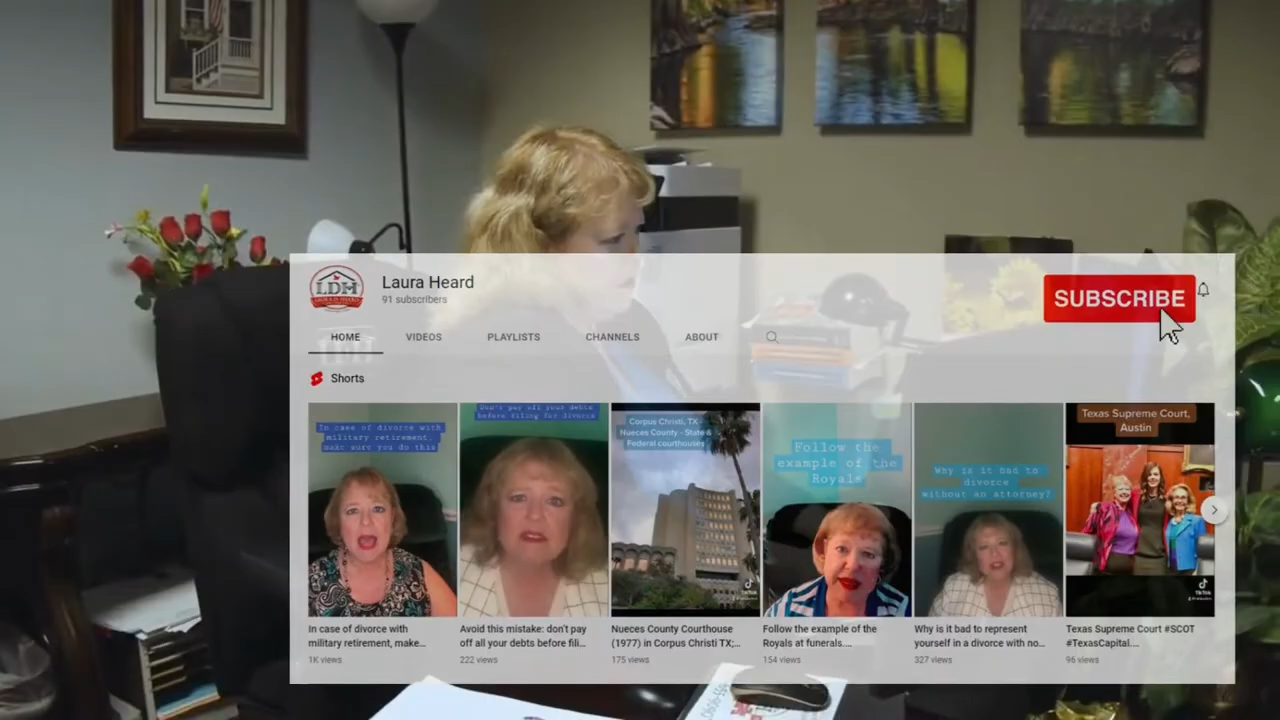 LDH
Laura Heard
91 subscribers
SUBSCRIBE
HOME
VIDEOS
PLAYLISTS
CHANNELS
ABOUT
Shorts
In case of divorce with
military retirement,
make sure you do this
Don't pay off your debts
before filing for divorce
Corpus Christi, TX
Nueces County - State &
Federal courthouses
TikTok
Follow the
example of the
Royals
Why is it bad to
divorce
without an attorney?
Texas Supreme Court,
Austin
TikTok
In case of divorce with
military retirement, make...
1K views
Avoid this mistake: don't pay
off all your debts before fili...
222 views
Nueces County Courthouse
(1977) in Corpus Christi TX;...
175 views
Follow the example of the
Royals at funerals....
154 views
Why is it bad to represent
yourself in a divorce with no...
327 views
Texas Supreme Court #SCOT
#TexasCapital....
96 views